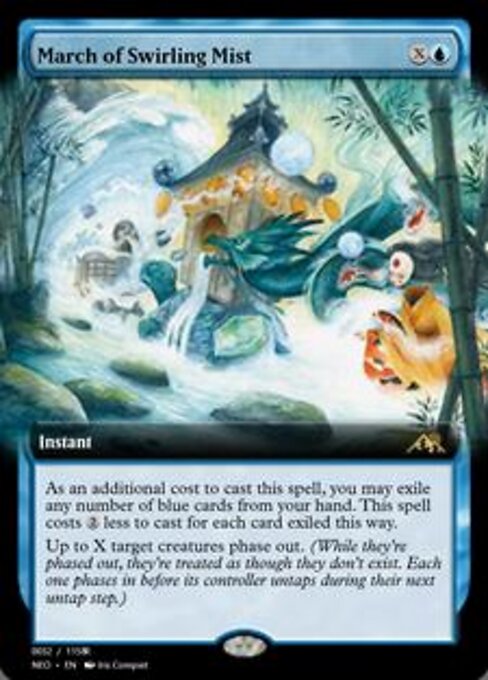 March of Swirling Mist X
Instant
As an additional cost to cast this spell, you may exile
any number of blue cards from your hand. This spell
costs 2 less to cast for each card exiled this way.
Up to X target creatures phase out. (While they're
phased out, they're treated as though they don't exist. Each
one phases in before its controller untaps during their next
untap step.)
NEO • EN Iris Compiet